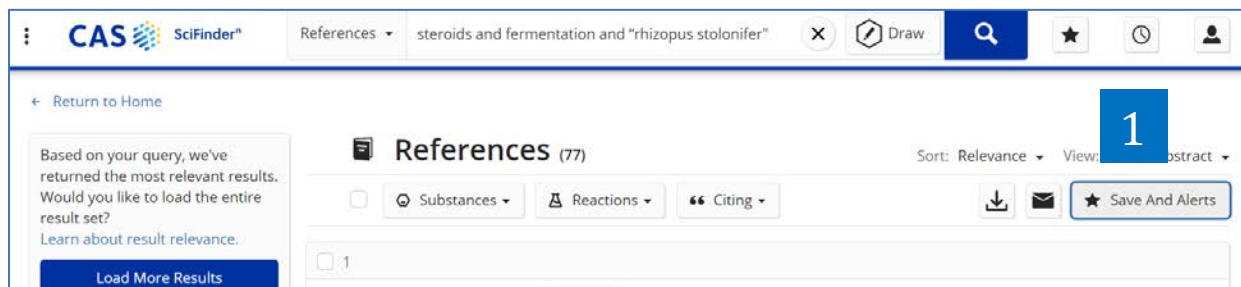 CAS SciFinderⁿ References steroids and fermentation and “rhizopus stolonifer” Draw
Return to Home
1
References (77)
Sort: Relevance View: bstract
Based on your query, we've
returned the most relevant results.
Would you like to load the entire
result set?
Learn about result relevance.
Load More Results
Substances Reactions Citing Save And Alerts
1